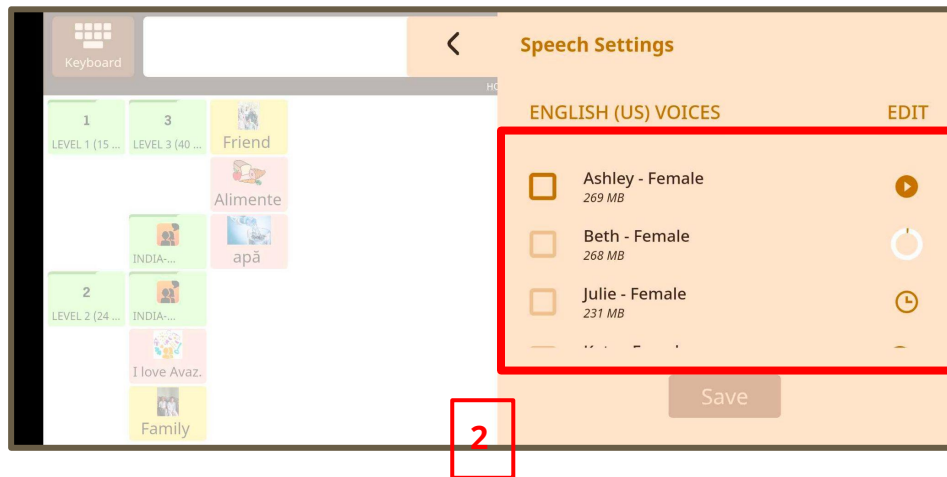 Keyboard
Speech Settings
HO
ENGLISH (US) VOICES EDIT
1
LEVEL 1 (15 ...
3
LEVEL 3 (40 ...
Friend
Alimente
INDIA-...
apă
2
LEVEL 2 (24 ...
INDIA-...
I love Avaz.
Family
Ashley - Female
269 MB
Beth - Female
268 MB
Julie - Female
231 MB
Save
2